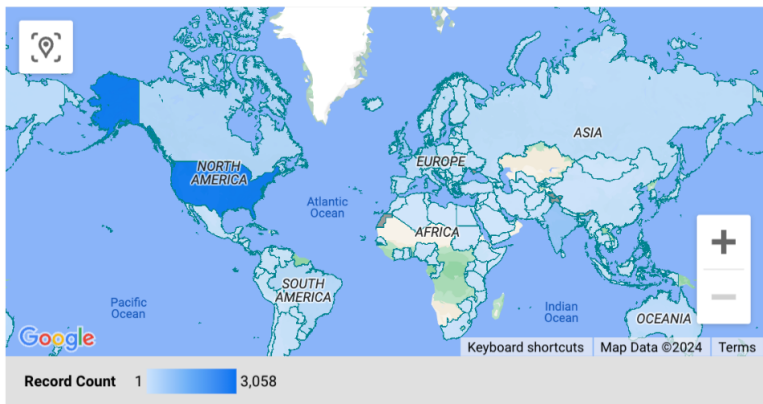 ASIA
NORTH
AMERICA
EUROPE
Atlantic
Ocean
AFRICA
SOUTH
AMERICA
Pacific
Ocean
Indian
Ocean
OCEANIA
Google
Keyboard shortcuts
Map Data ©2024
Terms
Record Count 1 3,058